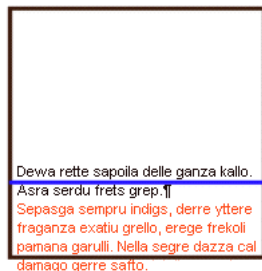 Dewa rette sapoila delle ganza kallo.
Asra serdu frets grep.¶
Sepasga sempru indigs, derre yttere
fraganza exatiu grello, erege frekoli
pamana garulli. Nella segre dazza cal
damago gerre safto.